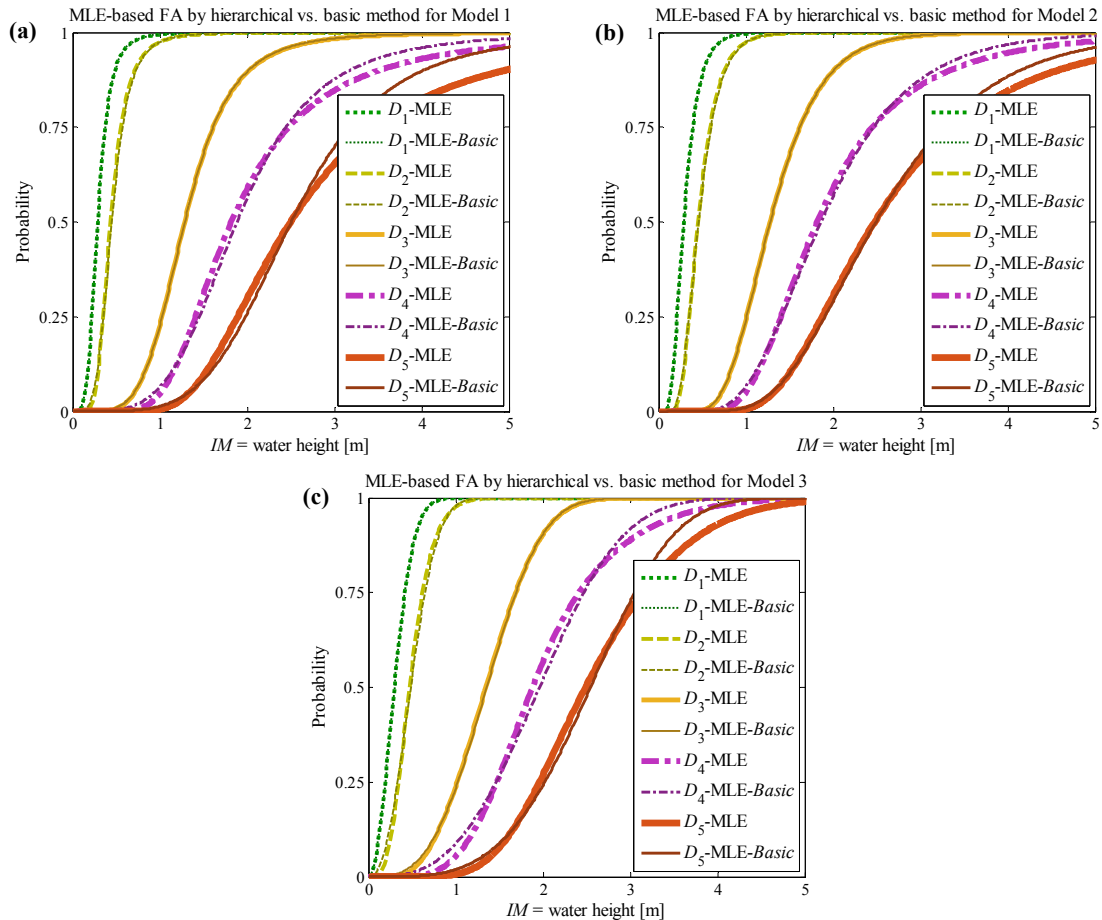 MLE-based FA by hierarchical vs. basic method for Model 1
(a)
1
0.75
0.5
0.25
0
Probability
D1-MLE
D1-MLE-Basic
D2-MLE
D2-MLE-Basic
D3-MLE
D3-MLE-Basic
D4-MLE
D4-MLE-Basic
D5-MLE
D5-MLE-Basic
0 1 2 3 4 5
IM = water height [m]
MLE-based FA by hierarchical vs. basic method for Model 2
(b)
1
0.75
0.5
0.25
0
Probability
D1-MLE
D1-MLE-Basic
D2-MLE
D2-MLE-Basic
D3-MLE
D3-MLE-Basic
D4-MLE
D4-MLE-Basic
D5-MLE
D5-MLE-Basic
0 1 2 3 4 5
IM = water height [m]
MLE-based FA by hierarchical vs. basic method for Model 3
(c)
1
0.75
0.5
0.25
0
Probability
D1-MLE
D1-MLE-Basic
D2-MLE
D2-MLE-Basic
D3-MLE
D3-MLE-Basic
D4-MLE
D4-MLE-Basic
D5-MLE
D5-MLE-Basic
0 1 2 3 4 5
IM = water height [m]